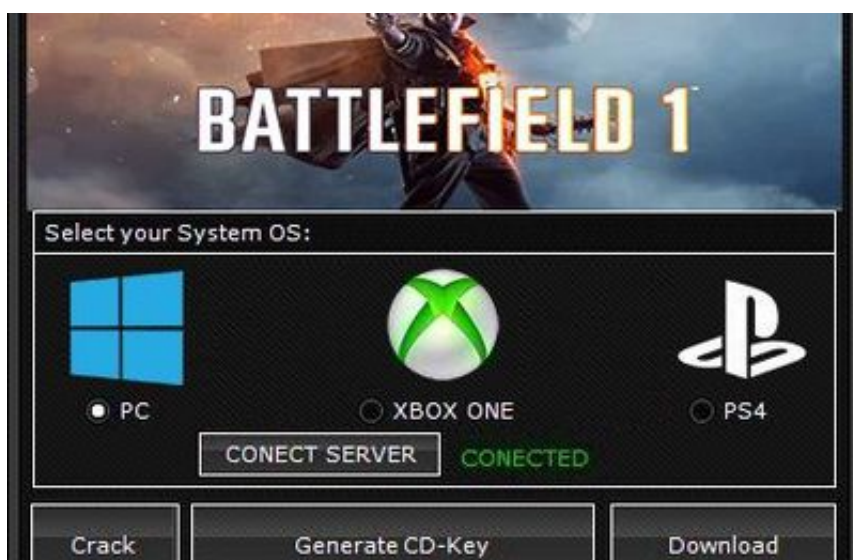 BATTLEFIELD 1
Select your System OS:
PC
XBOX ONE
PS4
CONECT SERVER
CONECTED
Crack
Generate CD-Key
Download